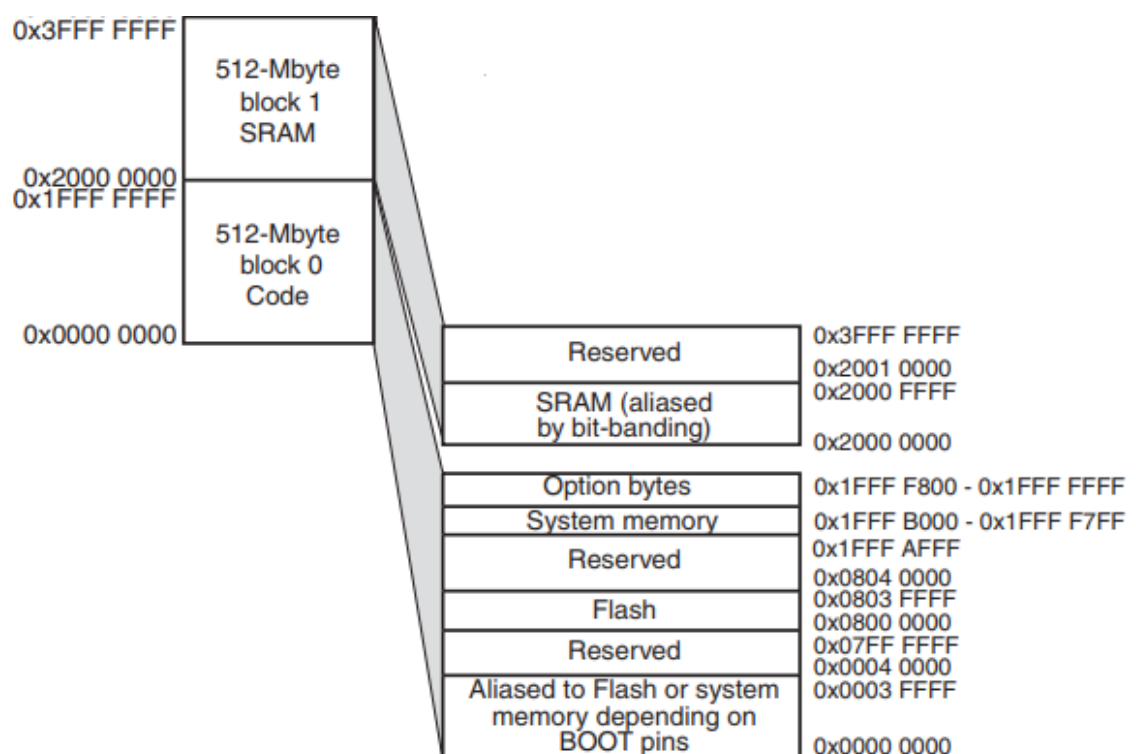 0x3FFF FFFF
512-Mbyte
block 1
SRAM
0x2000 0000
0x1FFF FFFF
512-Mbyte
block 0
Code
0x0000 0000
Reserved
0x3FFF FFFF
0x2001 0000
SRAM (aliased
by bit-banding)
0x2000 FFFF
0x2000 0000
Option bytes
0x1FFF F800 - 0x1FFF FFFF
System memory
0x1FFF B000 - 0x1FFF F7FF
Reserved
0x1FFF AFFF
0x0804 0000
Flash
0x0803 FFFF
0x0800 0000
Reserved
0x07FF FFFF
0x0004 0000
Aliased to Flash or system
memory depending on
BOOT pins
0x0003 FFFF
0x0000 0000